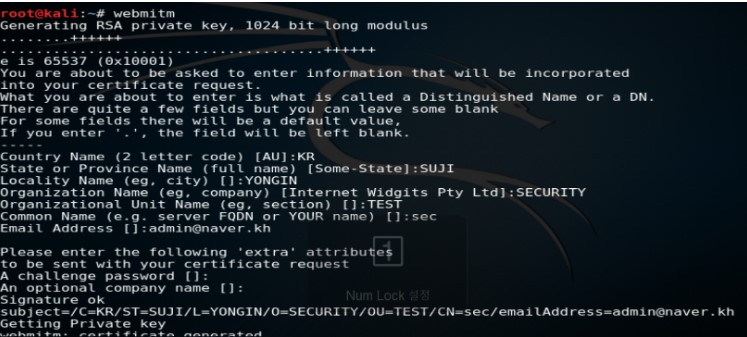 root@kali:~# webmitm
Generating RSA private key, 1024 bit long modulus
........++++++
.......................................++++++
e is 65537 (0x10001)
You are about to be asked to enter information that will be incorporated
into your certificate request.
What you are about to enter is what is called a Distinguished Name or a DN.
There are quite a few fields but you can leave some blank
For some fields there will be a default value,
If you enter '.', the field will be left blank.
-----
Country Name (2 letter code) [AU]:KR
State or Province Name (full name) [Some-State]:SUJI
Locality Name (eg, city) []:YONGIN
Organization Name (eg, company) [Internet Widgits Pty Ltd]:SECURITY
Organizational Unit Name (eg, section) []:TEST
Common Name (e.g. server FQDN or YOUR name) []:sec
Email Address []:admin@naver.kh
Please enter the following 'extra' attributes
to be sent with your certificate request
A challenge password []:
An optional company name []:
Num Lock 설정
Signature ok
subject=/C=KR/ST=SUJI/L=YONGIN/O=SECURITY/OU=TEST/CN=sec/emailAddress=admin@naver.kh
Getting Private key
webmitm: certificate generated